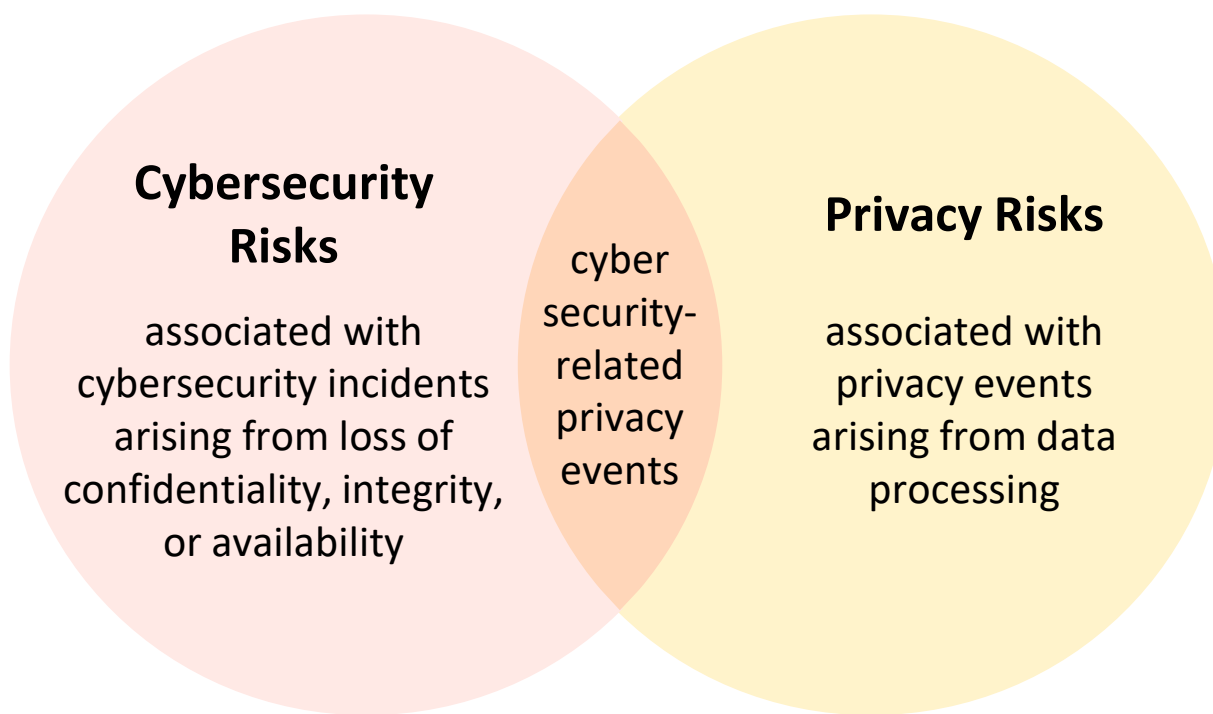 Cybersecurity
Risks
associated with
cybersecurity incidents
arising from loss of
confidentiality, integrity,
or availability
cyber
security-
related
privacy
events
Privacy Risks
associated with
privacy events
arising from data
processing